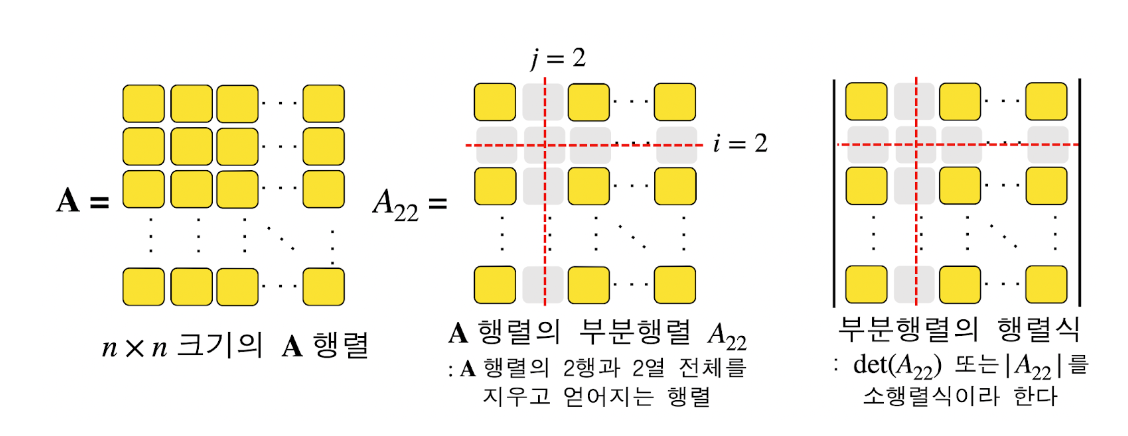 j = 2
i = 2
A =
A₂₂ =
n × n 크기의 A 행렬
A 행렬의 부분행렬 A₂₂
: A 행렬의 2행과 2열 전체를
지우고 얻어지는 행렬
부분행렬의 행렬식
: det(A₂₂) 또는 |A₂₂| 를
소행렬식이라 한다